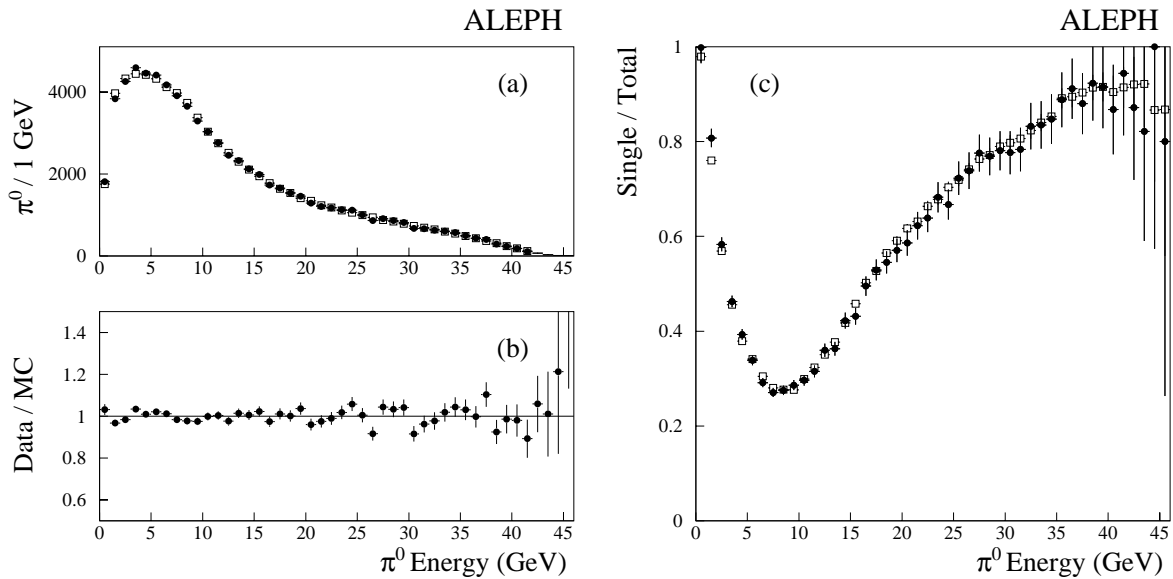 ALEPH
(a)
π⁰ / 1 GeV
4000
2000
0
0 5 10 15 20 25 30 35 40 45
(b)
Data / MC
1.4
1.2
1
0.8
0.6
0 5 10 15 20 25 30 35 40 45
π⁰ Energy (GeV)
ALEPH
(c)
Single / Total
1
0.8
0.6
0.4
0.2
0
0 5 10 15 20 25 30 35 40 45
π⁰ Energy (GeV)